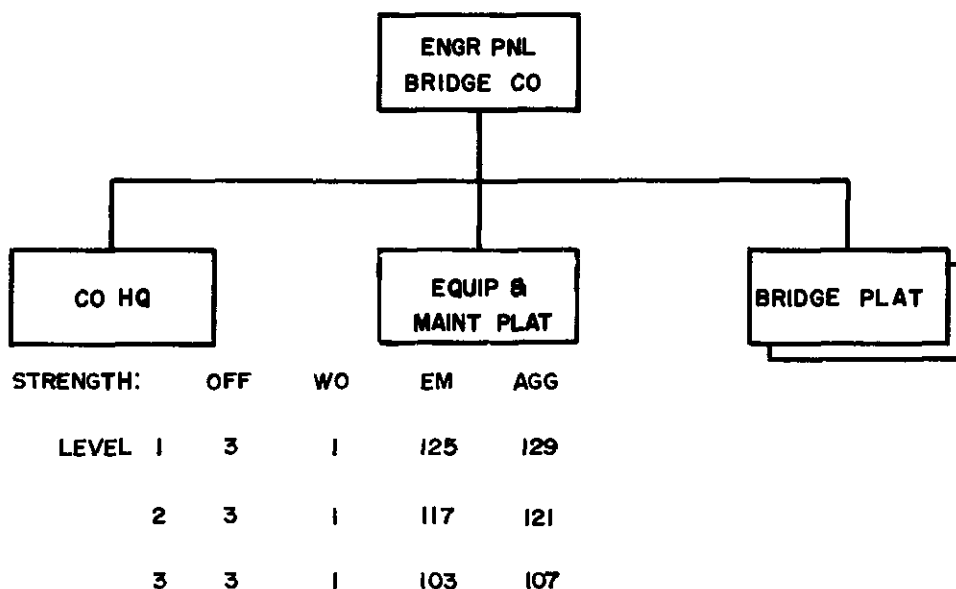 ENGR PNL
BRIDGE CO
CO HQ
EQUIP &
MAINT PLAT
BRIDGE PLAT
STRENGTH: OFF WO EM AGG
LEVEL 1 3 1 125 129
2 3 1 117 121
3 3 1 103 107